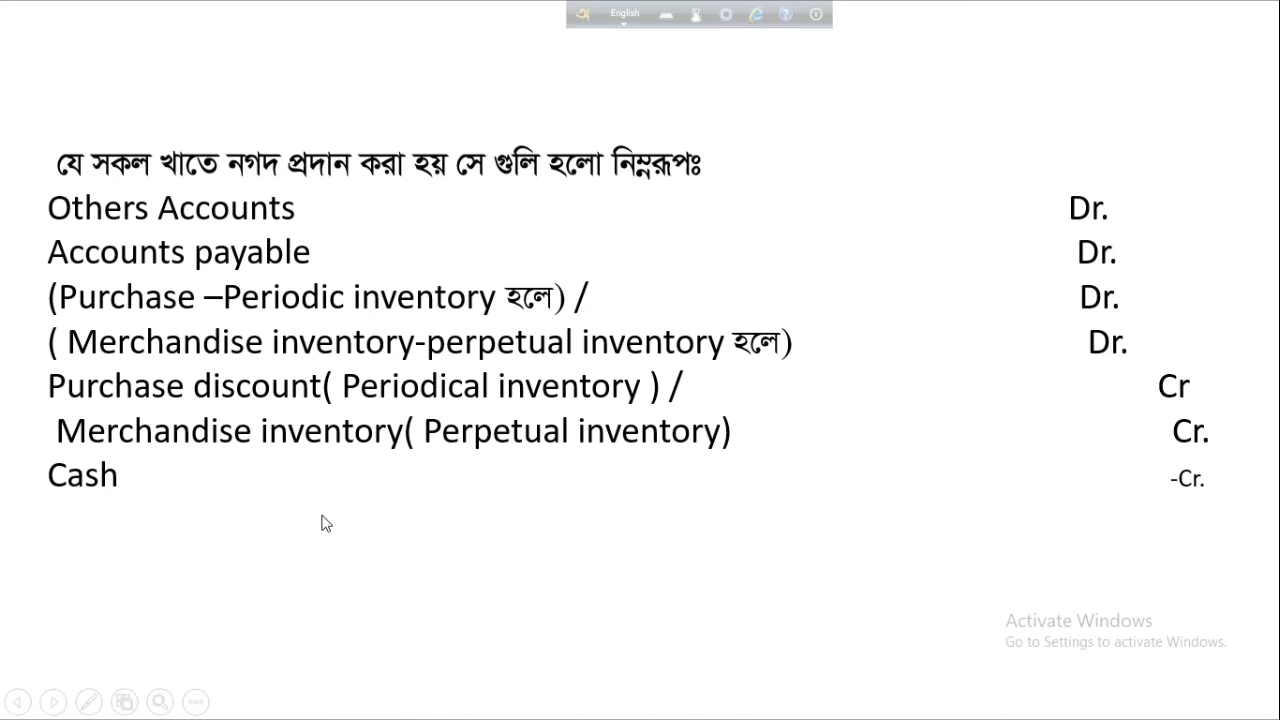 English
যে সকল খাতে নগদ প্রদান করা হয় সে গুলি হলো নিম্নরূপঃ
Others Accounts Dr.
Accounts payable Dr.
(Purchase –Periodic inventory হলে) / Dr.
( Merchandise inventory-perpetual inventory হলে) Dr.
Purchase discount( Periodical inventory ) / Cr
Merchandise inventory( Perpetual inventory) Cr.
Cash -Cr.
Activate Windows
Go to Settings to activate Windows.